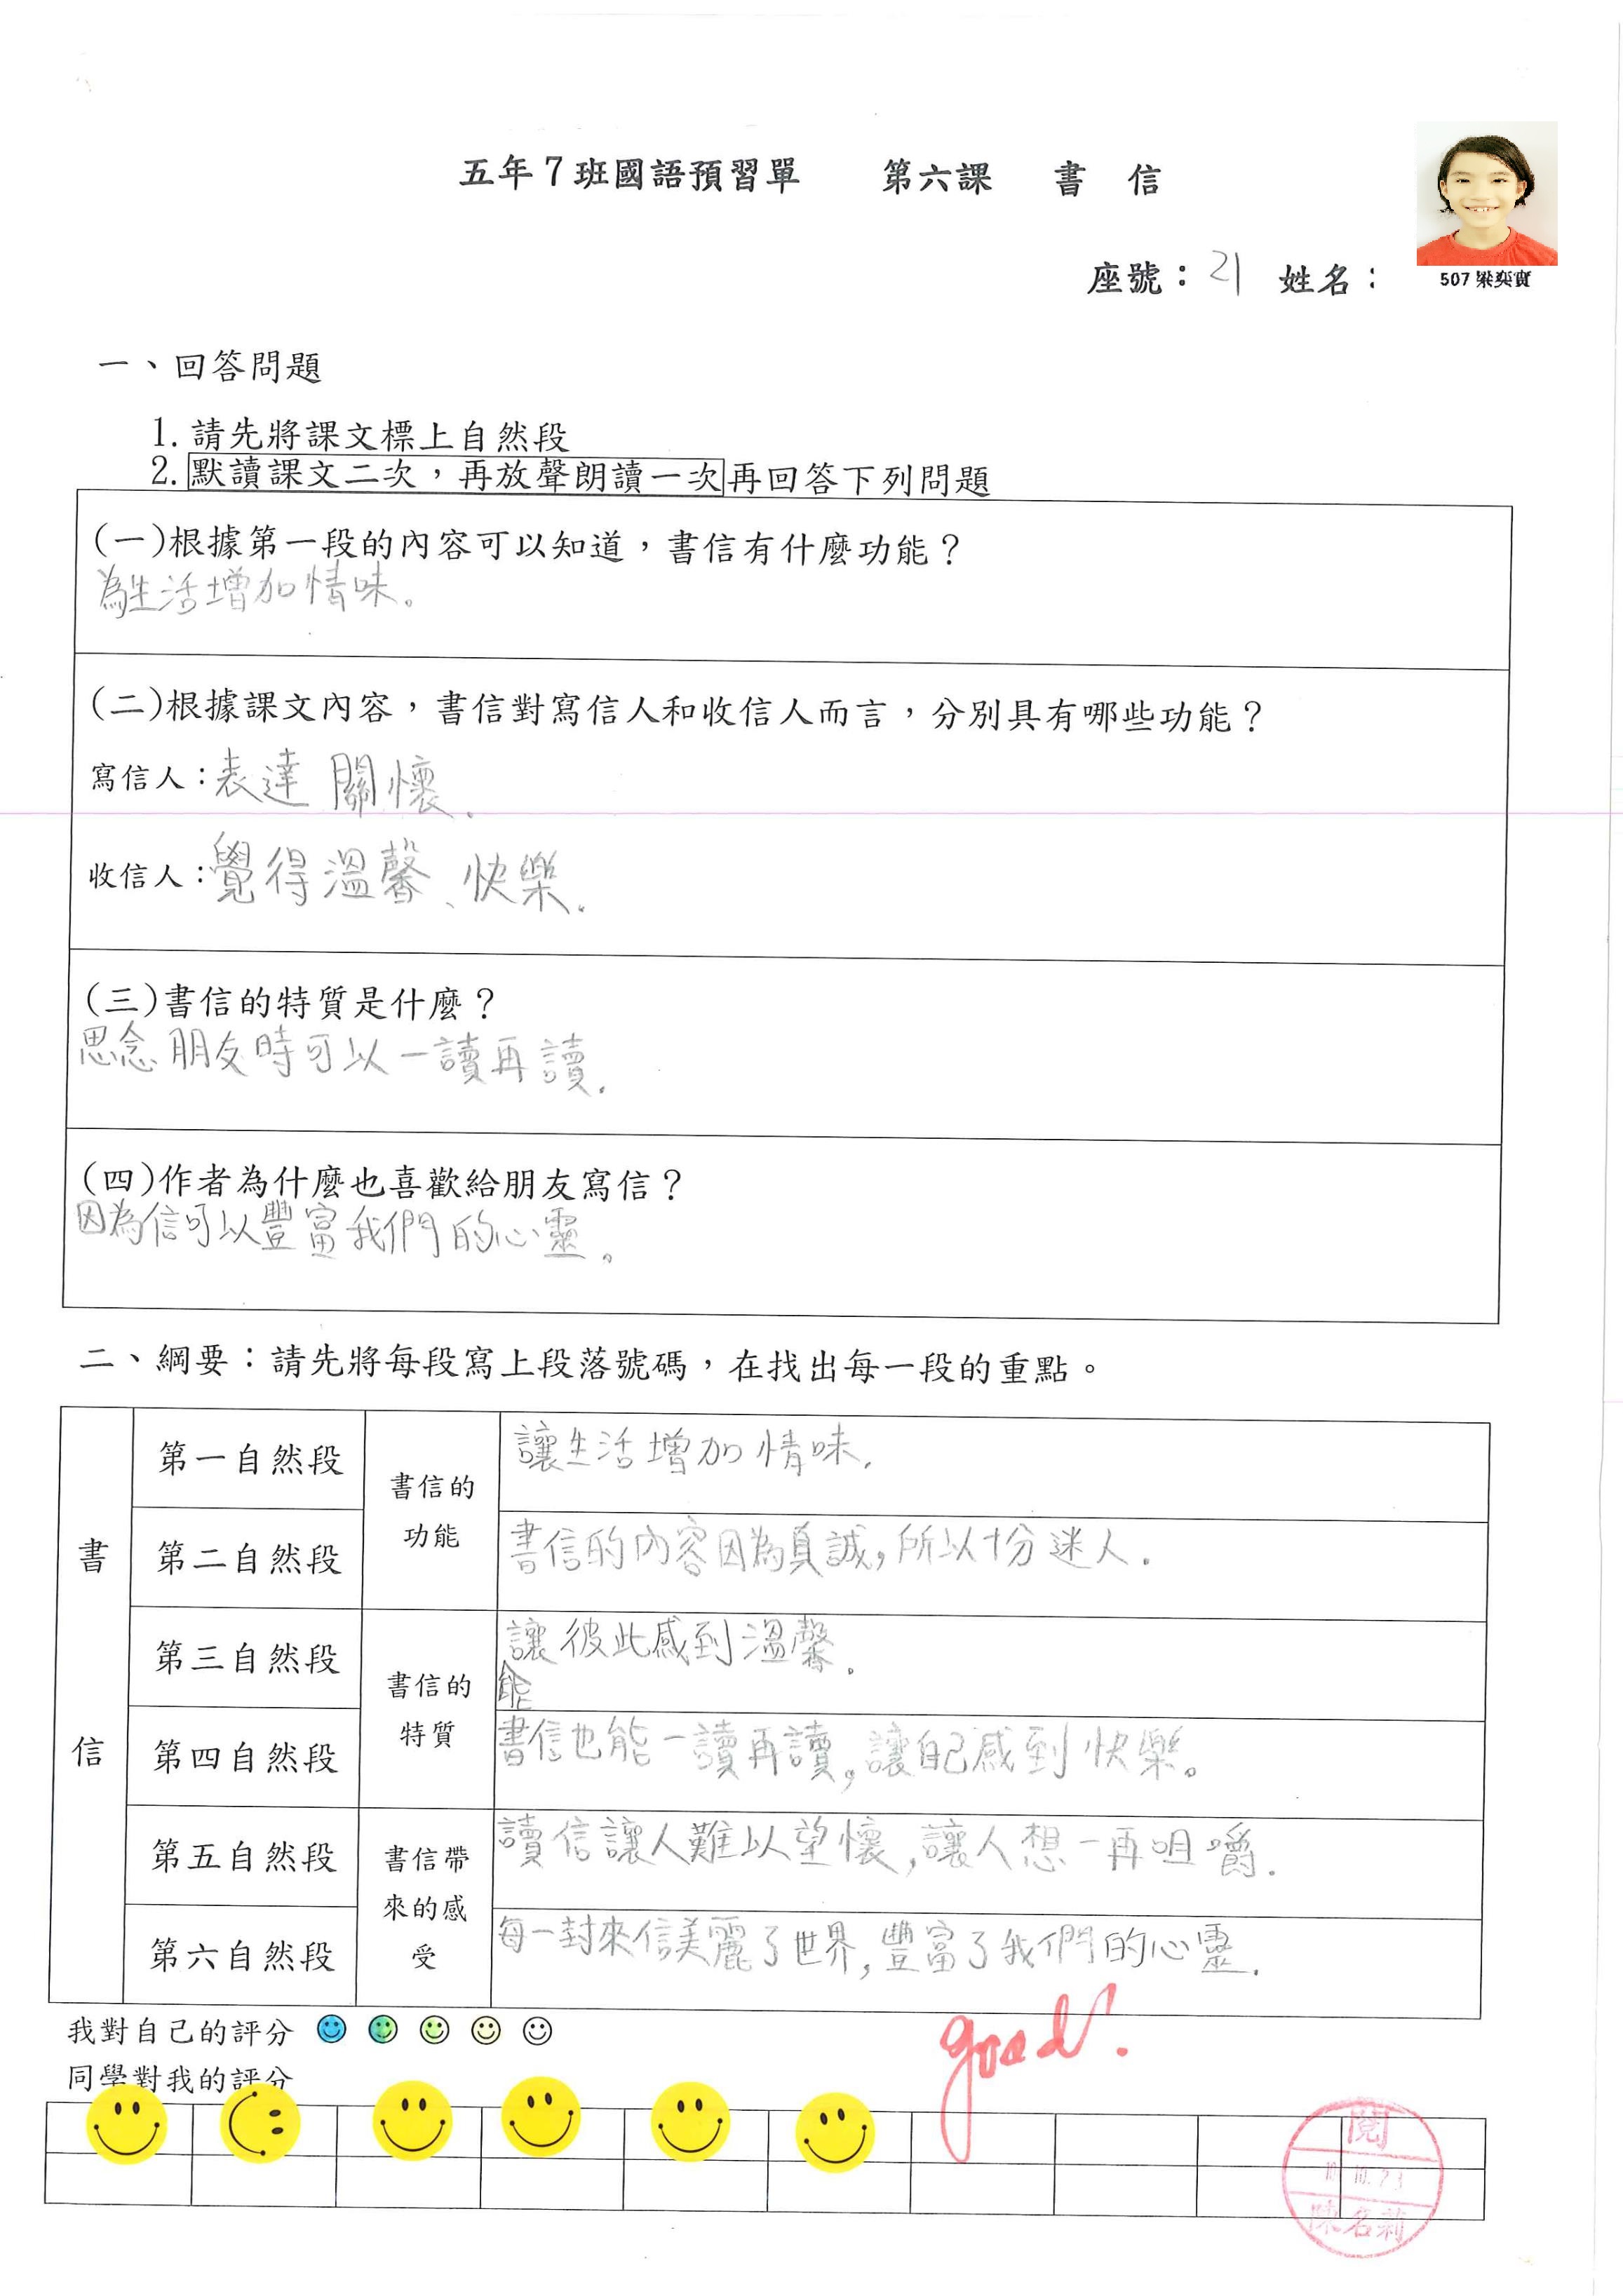 五年7班國語預習單　第六課　書 信
座號：21 姓名：
507 梁奕寶
一、回答問題
1. 請先將課文標上自然段
2. 默讀課文二次，再放聲朗讀一次再回答下列問題
(一)根據第一段的內容可以知道，書信有什麼功能？
為生活增加情味。
(二)根據課文內容，書信對寫信人和收信人而言，分別具有哪些功能？
寫信人：表達關懷.
收信人：覺得溫馨、快樂.
(三)書信的特質是什麼？
思念朋友時可以一讀再讀.
(四)作者為什麼也喜歡給朋友寫信？
因為信可以豐富我們的心靈。
二、綱要：請先將每段寫上段落號碼，在找出每一段的重點。
書信
第一自然段
書信的功能
讓生活增加情味.
第二自然段
書信的內容因為真誠，所以十分迷人.
第三自然段
書信的特質
讓彼此感到溫馨.
能
第四自然段
書信也能一讀再讀，讓自己感到快樂。
第五自然段
書信帶來的感受
讀信讓人難以望懷，讓人想一再咀嚼.
第六自然段
每一封來信美麗了世界，豐富了我們的心靈.
我對自己的評分
good!
同學對我的評分
閱
陳名莉